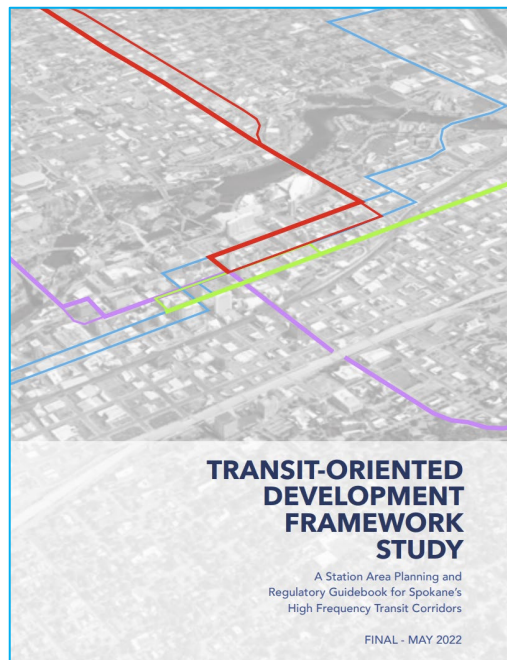 TRANSIT-ORIENTED
DEVELOPMENT
FRAMEWORK
STUDY
A Station Area Planning and
Regulatory Guidebook for Spokane's
High Frequency Transit Corridors
FINAL - MAY 2022